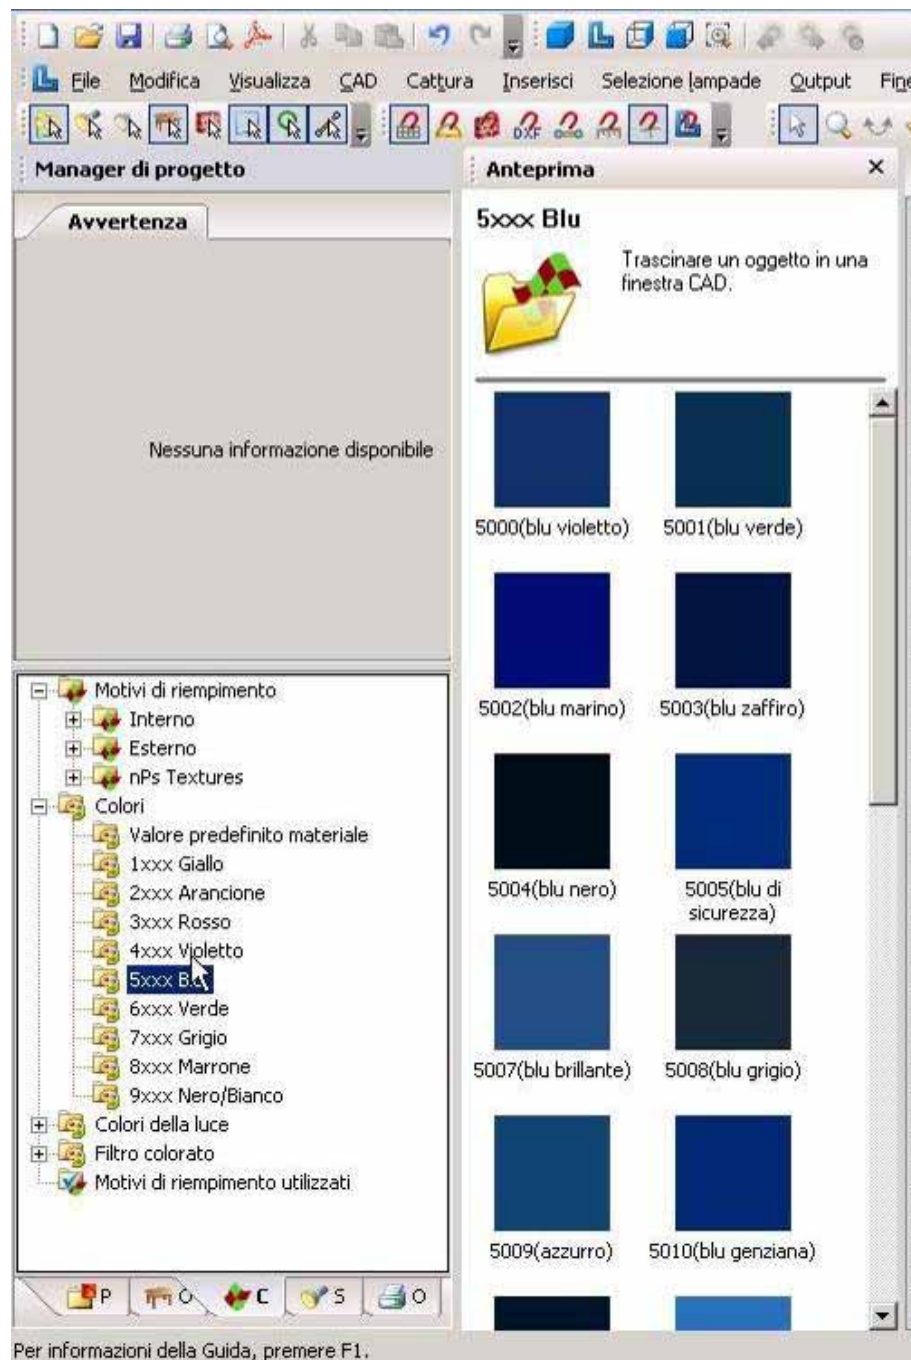 File Modifica Visualizza CAD Cattura Inserisci Selezione lampade Output Fine
DXF
Manager di progetto
Avvertenza
Nessuna informazione disponibile
Motivi di riempimento
Interno
Esterno
nPs Textures
Colori
Valore predefinito materiale
1xxx Giallo
2xxx Arancione
3xxx Rosso
4xxx Violetto
5xxx
6xxx Verde
7xxx Grigio
8xxx Marrone
9xxx Nero/Bianco
Colori della luce
Filtro colorato
Motivi di riempimento utilizzati
P O C S O
Anteprima
5xxx Blu
Trascinare un oggetto in una
finestra CAD.
5000(blu violetto) 5001(blu verde)
5002(blu marino) 5003(blu zaffiro)
5004(blu nero) 5005(blu di
sicurezza)
5007(blu brillante) 5008(blu grigio)
5009(azzurro) 5010(blu genziana)
Per informazioni della Guida, premere F1.